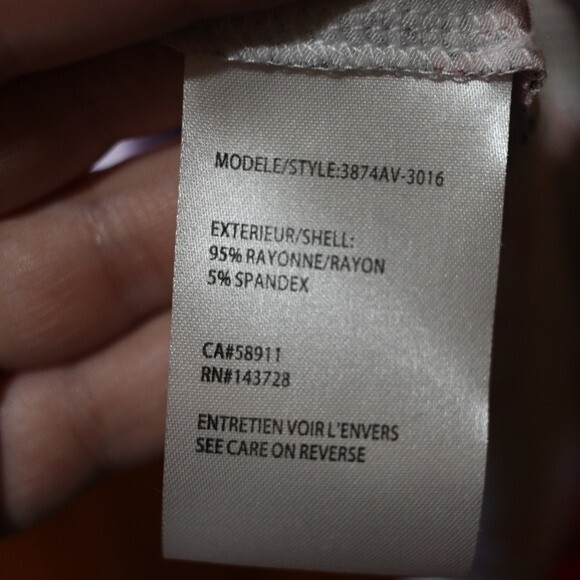 MODELE/STYLE:3874AV-3016
EXTERIEUR/SHELL:
95% RAYONNE/RAYON
5% SPANDEX
CA#58911
RN#143728
ENTRETIEN VOIR L'ENVERS
SEE CARE ON REVERSE